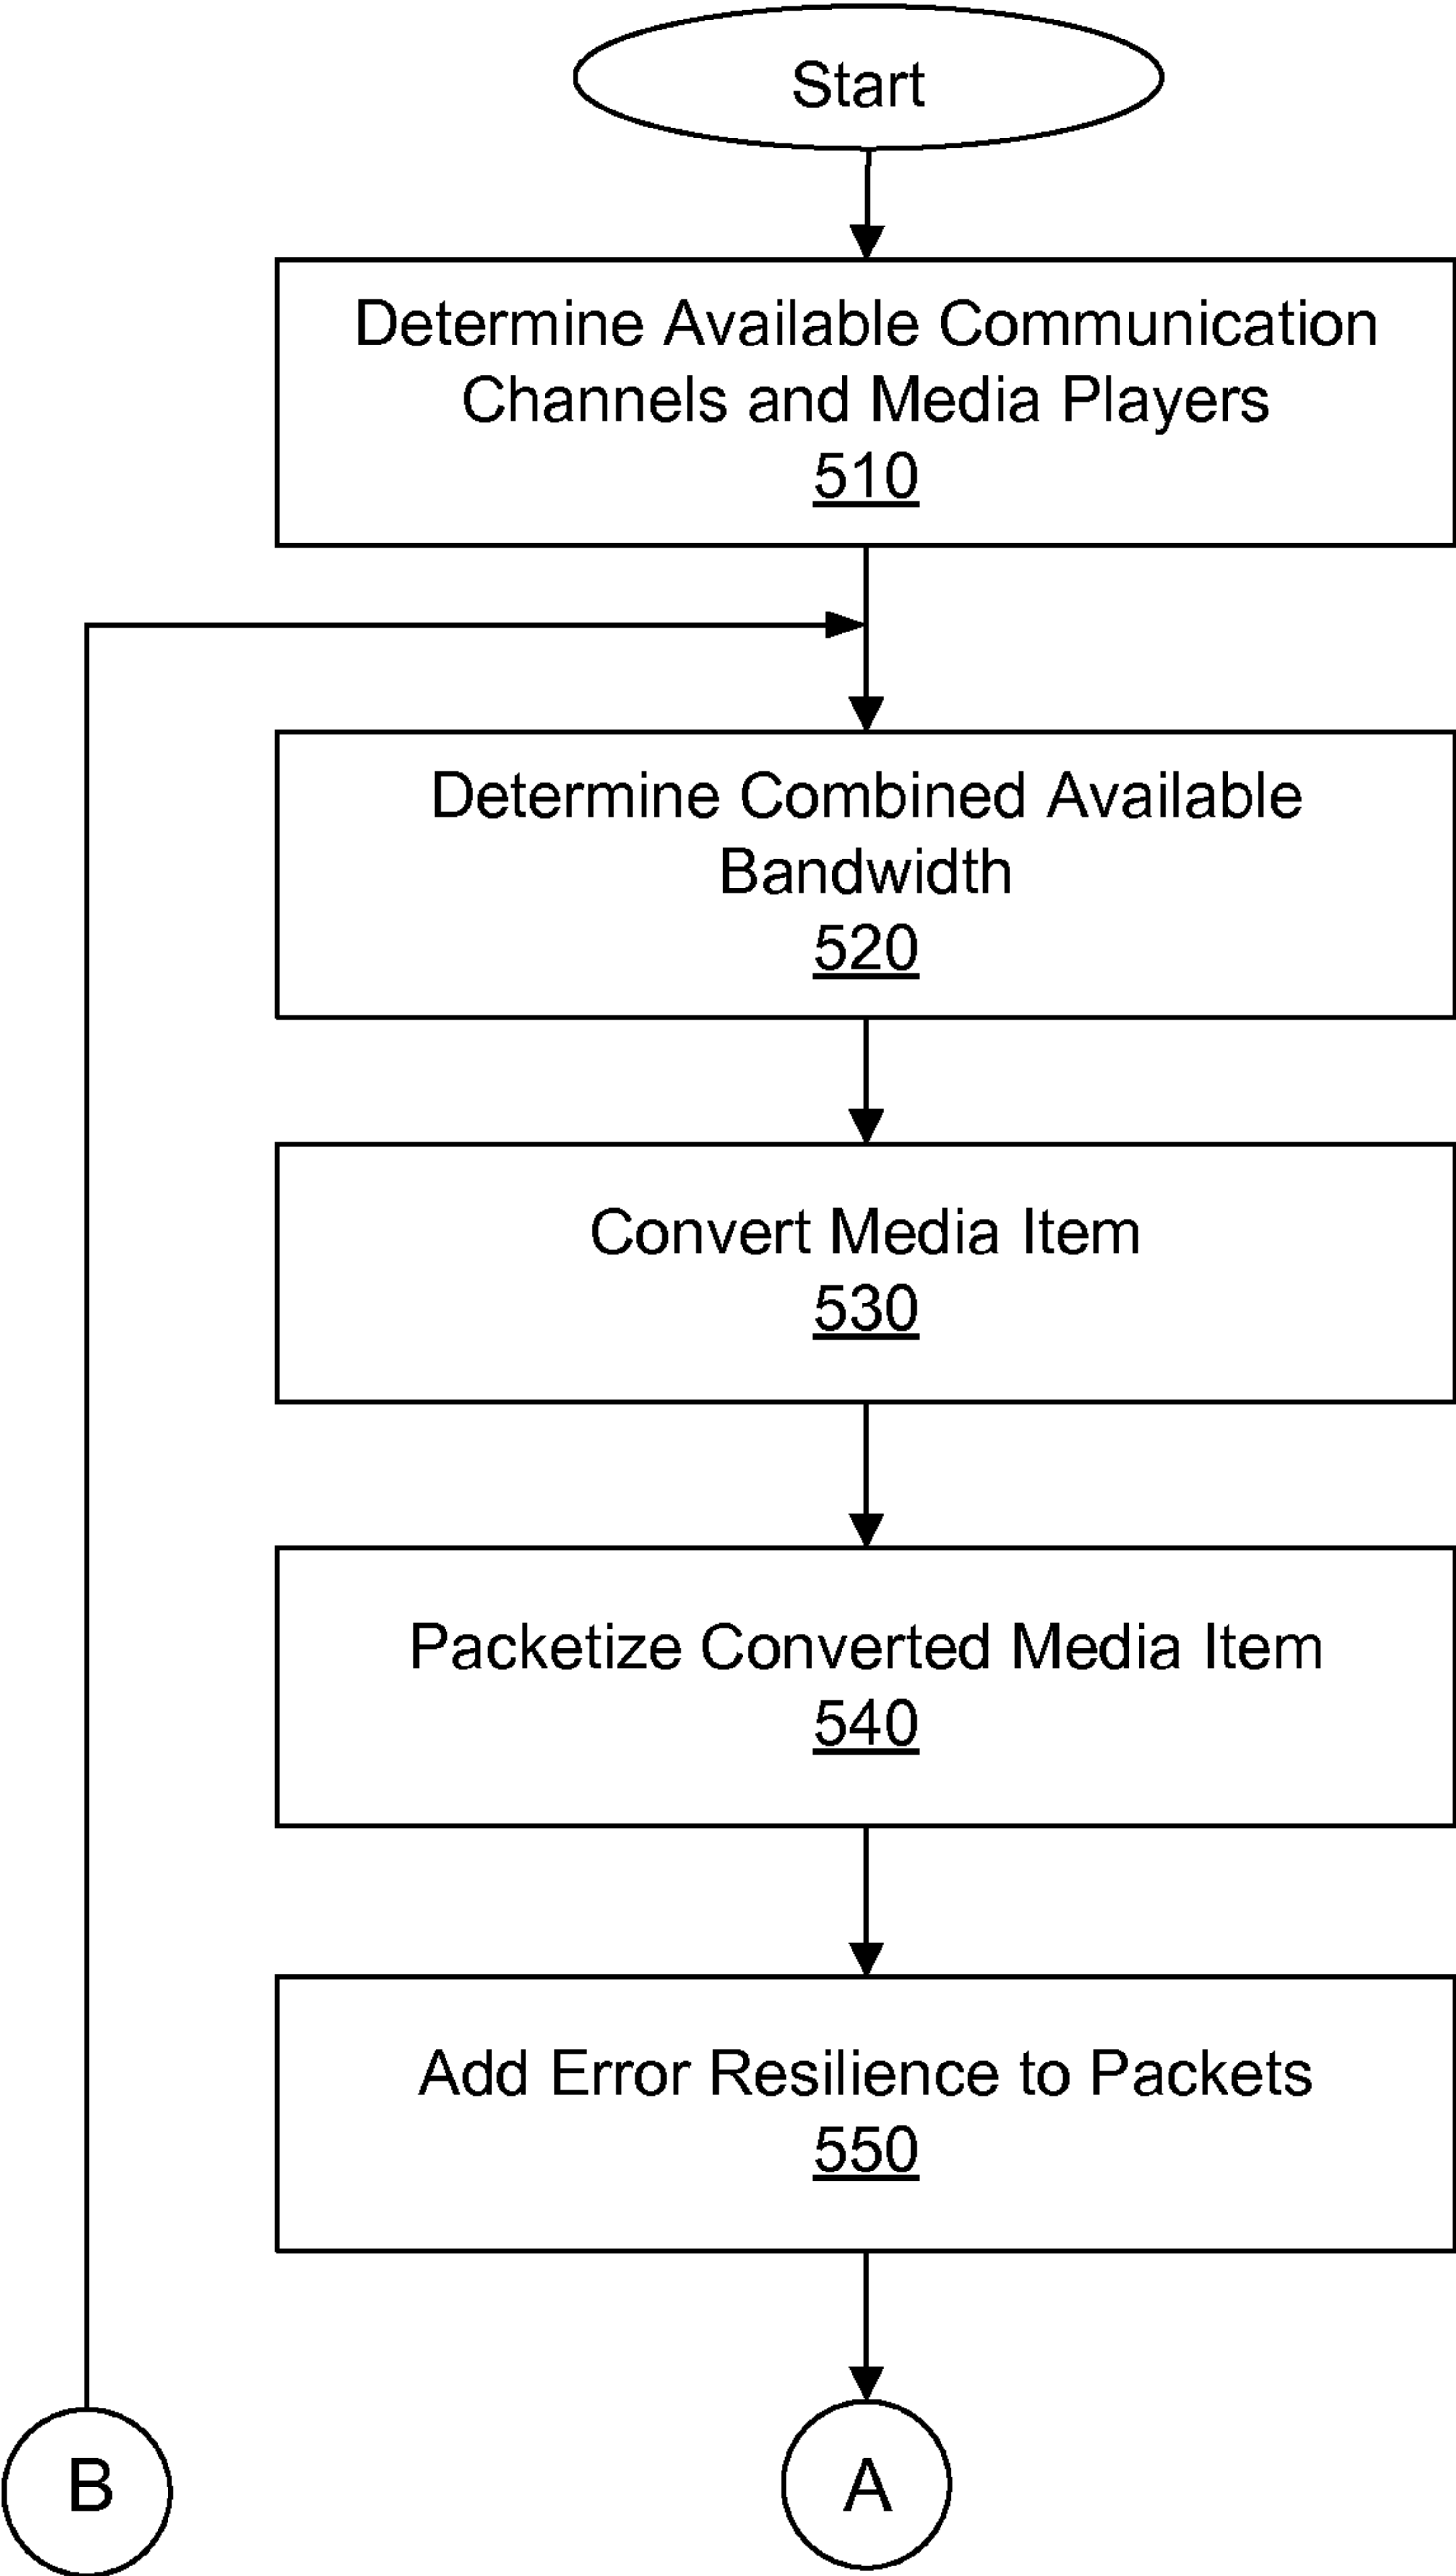 Start
Determine Available Communication
Channels and Media Players
510
Determine Combined Available
Bandwidth
520
Convert Media Item
530
Packetize Converted Media Item
540
Add Error Resilience to Packets
550
B
A